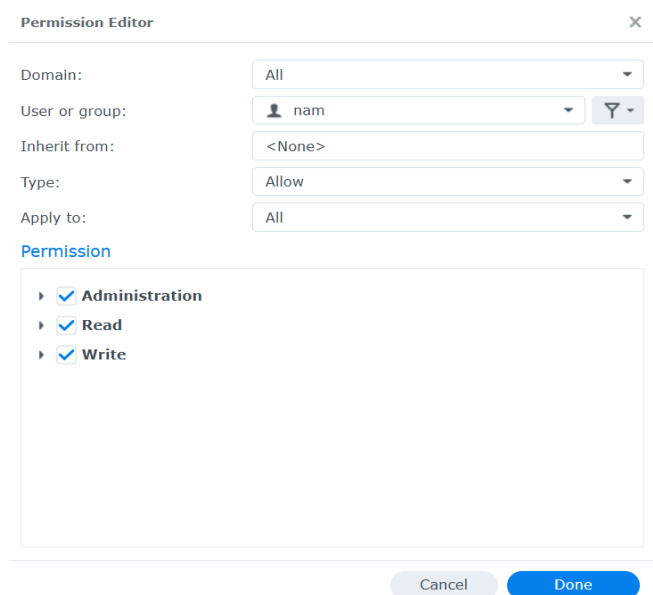 Permission Editor
Domain: All
User or group: nam
Inherit from: <None>
Type: Allow
Apply to: All
Permission
Administration
Read
Write
Cancel Done